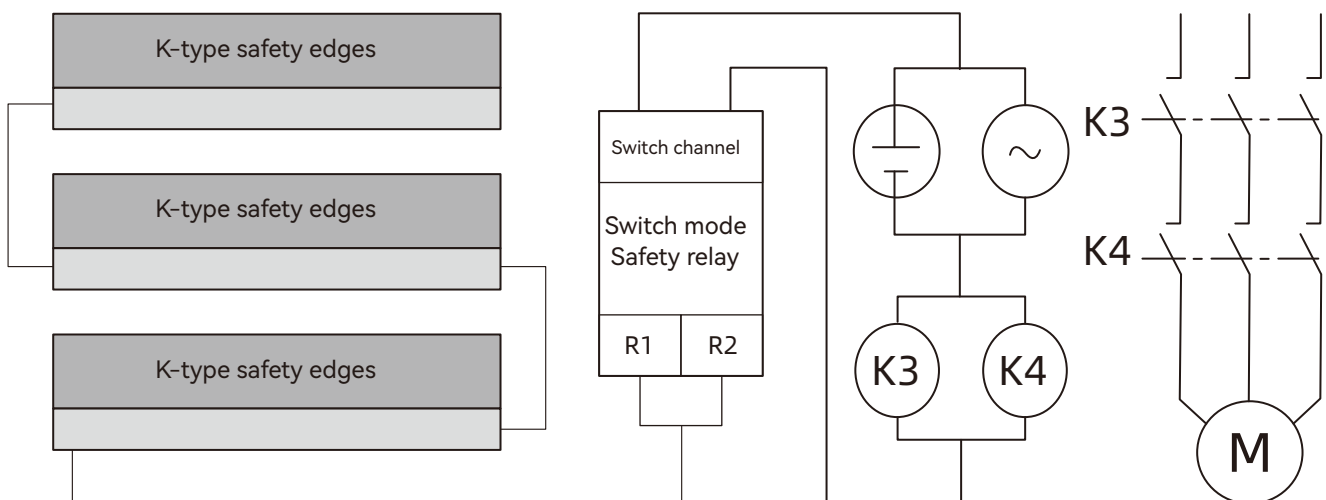 K-type safety edges
K-type safety edges
K-type safety edges
Switch channel
Switch mode
Safety relay
R1
R2
K3
K4
K3
K4
M